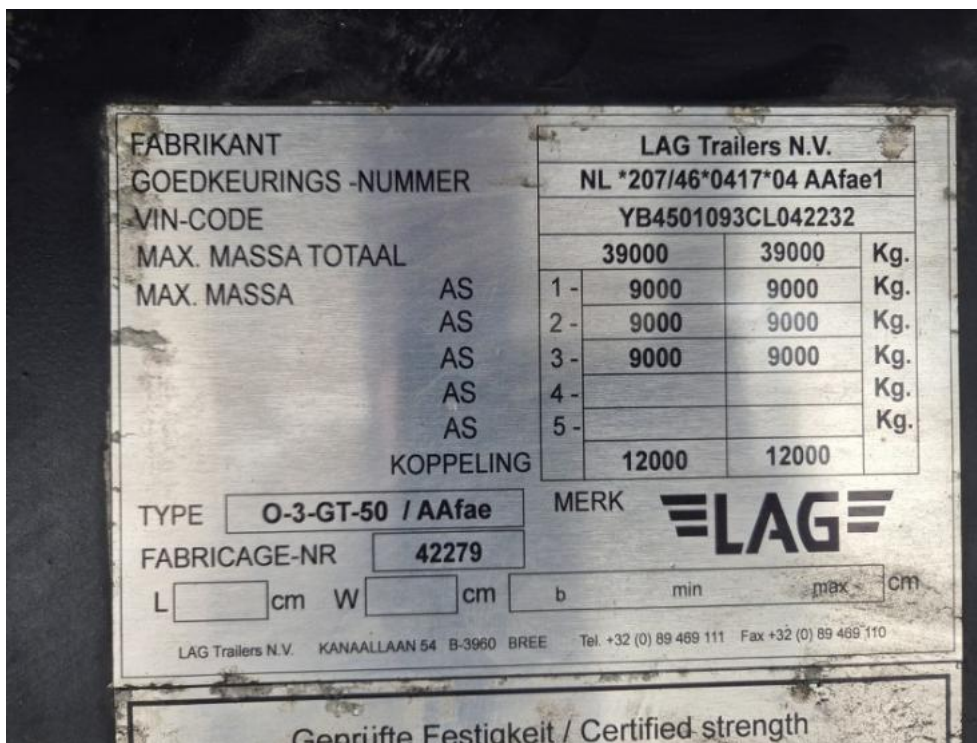 FABRIKANT LAG Trailers N.V.
GOEDKEURINGS -NUMMER NL *207/46*0417*04 AAfae1
VIN-CODE YB4501093CL042232
MAX. MASSA TOTAAL 39000 39000 Kg.
MAX. MASSA AS 1 - 9000 9000 Kg.
AS 2 - 9000 9000 Kg.
AS 3 - 9000 9000 Kg.
AS 4 - Kg.
AS 5 - Kg.
KOPPELING 12000 12000
TYPE O-3-GT-50 / AAfae MERK LAG
FABRICAGE-NR 42279
L cm W cm b min max cm
LAG Trailers N.V. KANAALLAAN 54 B-3960 BREE Tel. +32 (0) 89 469 111 Fax +32 (0) 89 469 110
Geprüfte Festigkeit / Certified strength